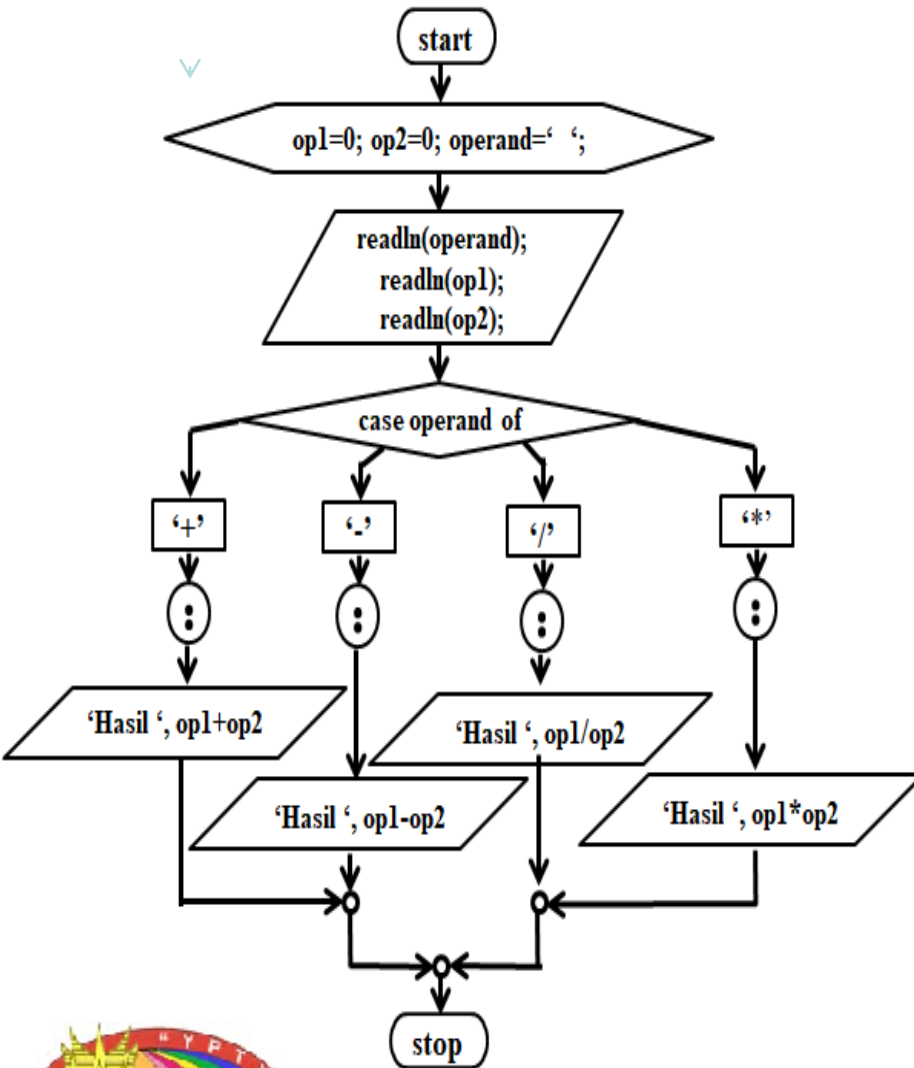 start
op1=0; op2=0; operand=‘ ‘;
readln(operand);
readln(op1);
readln(op2);
case operand of
‘+’
‘-’
‘/’
‘*’
:
:
:
:
‘Hasil ‘, op1+op2
‘Hasil ‘, op1/op2
‘Hasil ‘, op1-op2
‘Hasil ‘, op1*op2
stop